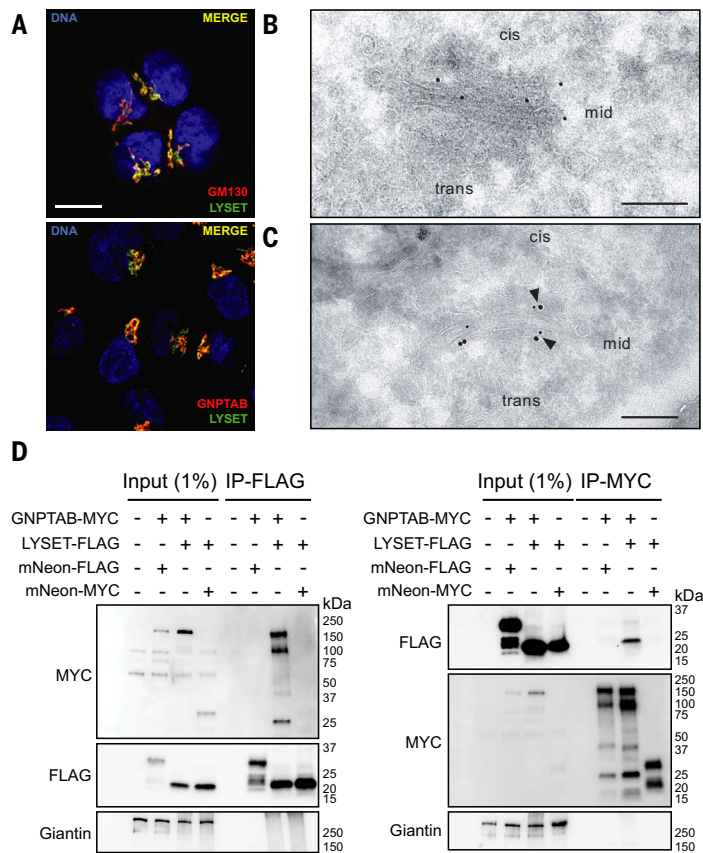 A
DNA
MERGE
GM130
LYSET
DNA
MERGE
GNPTAB
LYSET
B
cis
mid
trans
C
cis
mid
trans
D
Input (1%) IP-FLAG
GNPTAB-MYC - + + - - + + -
LYSET-FLAG - - + + - - + +
mNeon-FLAG - + - - - + - -
mNeon-MYC - - - + - - - +
kDa
MYC
250
150
100
75
50
37
25
FLAG
37
25
20
15
Giantin
250
150
Input (1%) IP-MYC
GNPTAB-MYC - + + - - + + -
LYSET-FLAG - - + + - - + +
mNeon-FLAG - + - - - + - -
mNeon-MYC - - - + - - - +
kDa
FLAG
37
25
20
15
MYC
250
150
100
75
50
37
25
20
15
Giantin
250
150